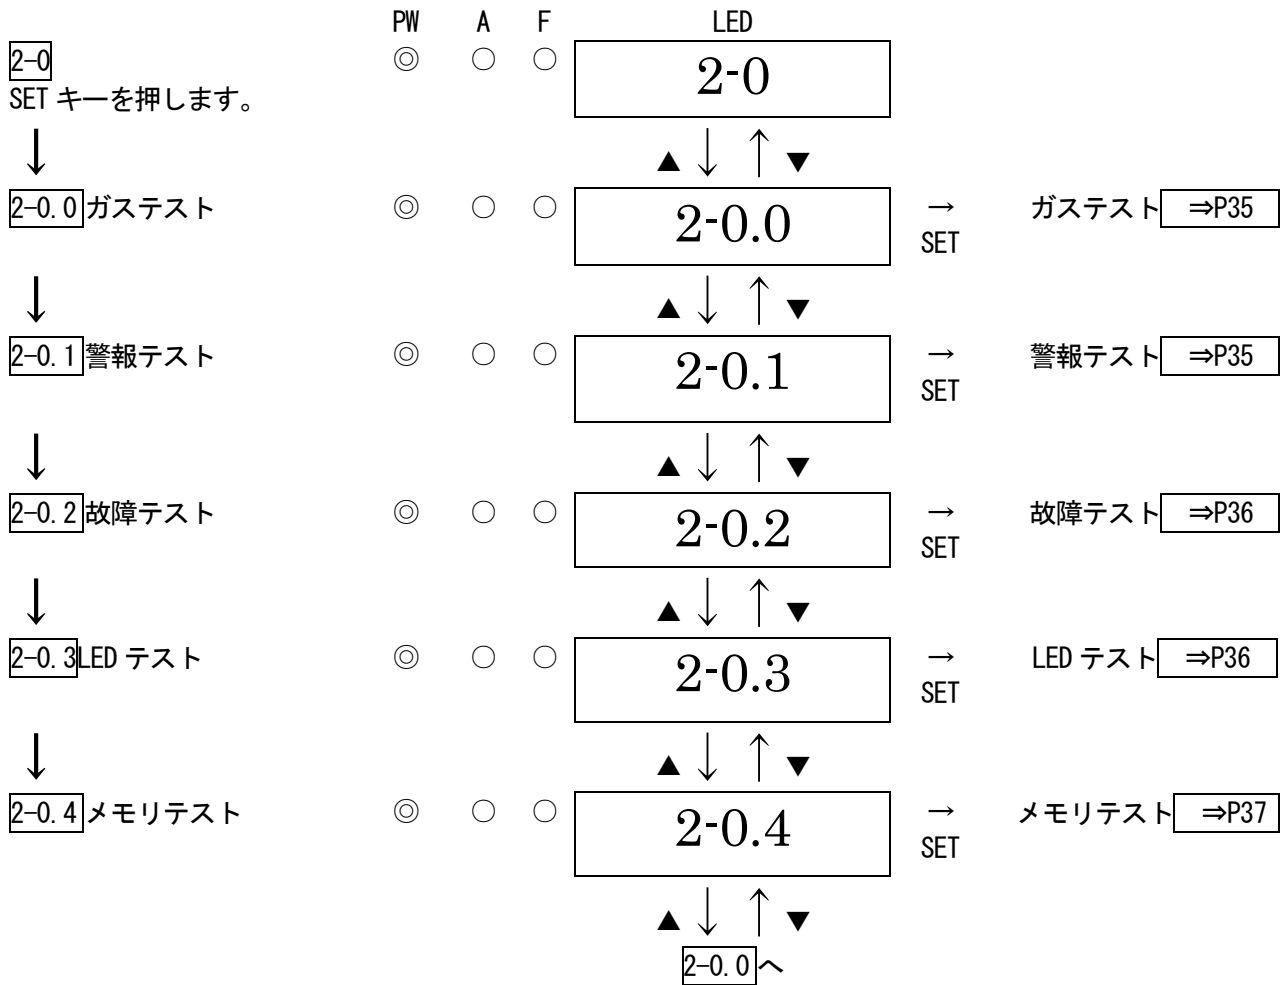 PW A F LED
2-0 ◎ ○ ○ 2-0
SET キーを押します。
↓ ▲ ↓ ↑ ▼
2-0.0 ガステスト ◎ ○ ○ 2-0.0 → ガステスト ⇒P35
SET
↓ ▲ ↓ ↑ ▼
2-0.1 警報テスト ◎ ○ ○ 2-0.1 → 警報テスト ⇒P35
SET
↓ ▲ ↓ ↑ ▼
2-0.2 故障テスト ◎ ○ ○ 2-0.2 → 故障テスト ⇒P36
SET
↓ ▲ ↓ ↑ ▼
2-0.3 LED テスト ◎ ○ ○ 2-0.3 → LED テスト ⇒P36
SET
↓ ▲ ↓ ↑ ▼
2-0.4 メモリテスト ◎ ○ ○ 2-0.4 → メモリテスト ⇒P37
SET
▲ ↓ ↑ ▼
2-0.0 へ